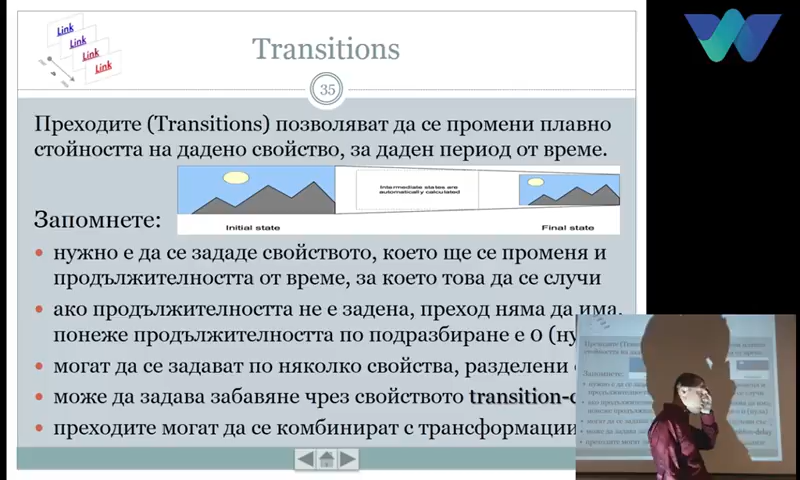 Link
Link
Link
Link
Transitions
35
Преходите (Transitions) позволяват да се промени плавно
стойността на дадено свойство, за даден период от време.
Intermediate states are
automatically calculated
Initial state
Final state
Запомнете:
нужно е да се зададе свойството, което ще се променя и
продължителността от време, за което това да се случи
ако продължителността не е задена, преход няма да има,
понеже продължителността по подразбиране е 0
могат да се задават по няколко свойства, разделени
може да задава забавяне чрез свойството
преходите могат да се комбинират с трансформации